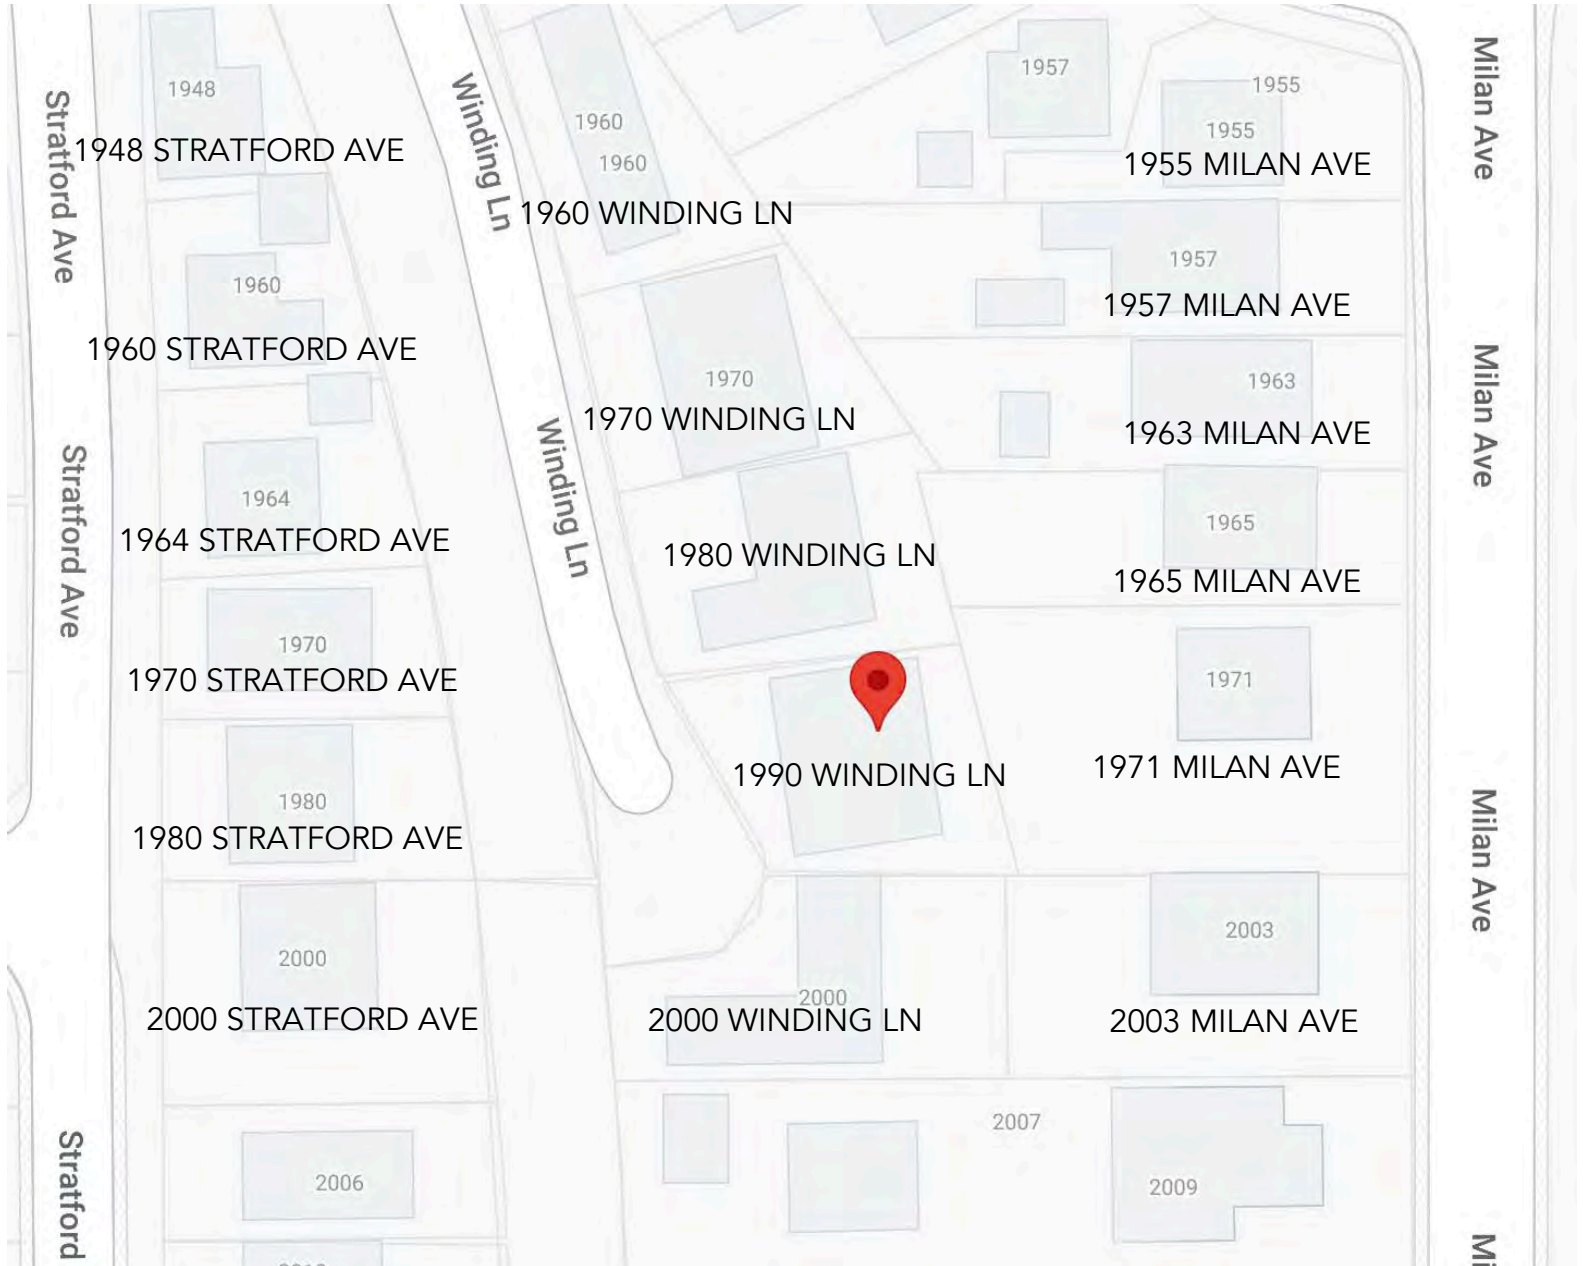 1948
1948 STRATFORD AVE
Stratford Ave
Winding Ln
1960
1960
1960 WINDING LN
1957
1955
1955
1955 MILAN AVE
Milan Ave
1960
1960 STRATFORD AVE
1957
1957 MILAN AVE
1970
1970 WINDING LN
1963
1963 MILAN AVE
Milan Ave
Stratford Ave
1964
1964 STRATFORD AVE
Winding Ln
1980 WINDING LN
1965
1965 MILAN AVE
1970
1970 STRATFORD AVE
1971
1971 MILAN AVE
1990 WINDING LN
1980
1980 STRATFORD AVE
Milan Ave
2000
2000 STRATFORD AVE
2000
2000 WINDING LN
2003
2003 MILAN AVE
2007
Stratford
2006
2009
Mi